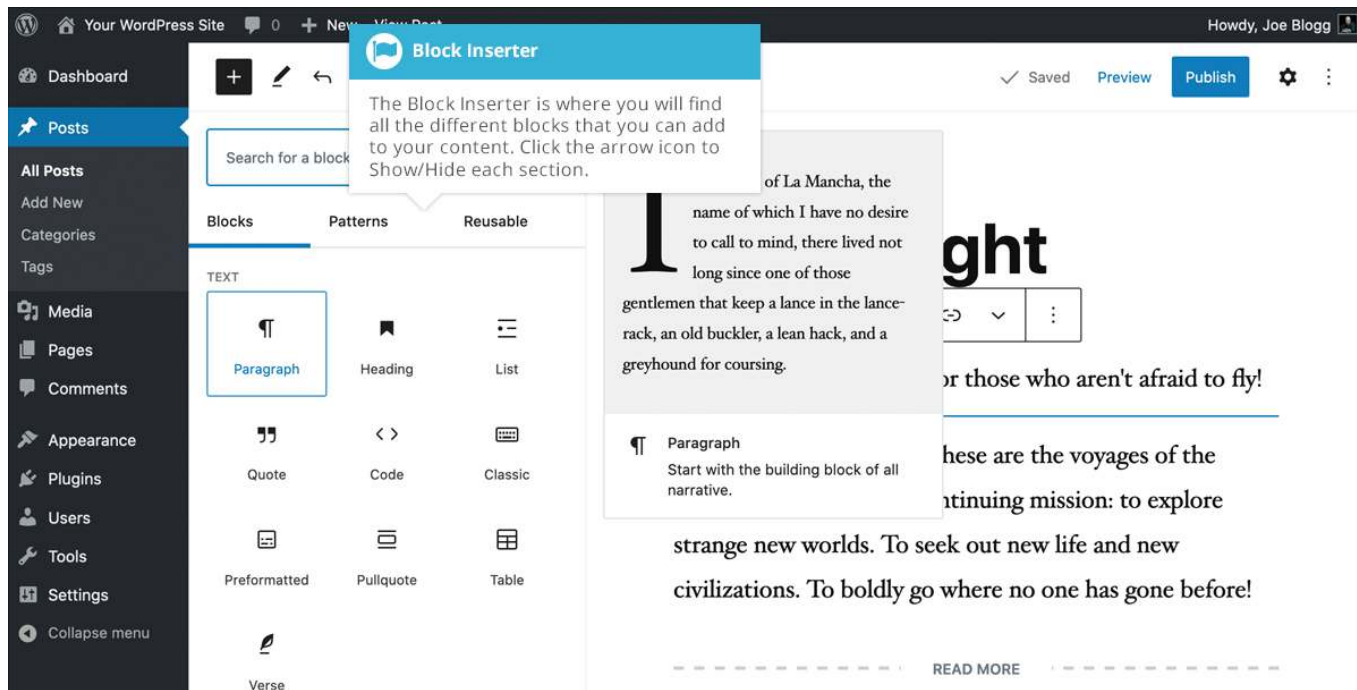 Your WordPress Site 0 + New View Post Howdy, Joe Blogg
Dashboard
Posts
All Posts
Add New
Categories
Tags
Media
Pages
Comments
Appearance
Plugins
Users
Tools
Settings
Collapse menu
Saved Preview Publish
Block Inserter
The Block Inserter is where you will find
all the different blocks that you can add
to your content. Click the arrow icon to
Show/Hide each section.
Search for a block
Blocks Patterns Reusable
TEXT
Paragraph Heading List
Quote Code Classic
Preformatted Pullquote Table
Verse
of La Mancha, the
name of which I have no desire
to call to mind, there lived not
long since one of those
gentlemen that keep a lance in the lance-
rack, an old buckler, a lean hack, and a
greyhound for coursing.
Paragraph
Start with the building block of all
narrative.
ght
or those who aren't afraid to fly!
hese are the voyages of the
ntinuing mission: to explore
strange new worlds. To seek out new life and new
civilizations. To boldly go where no one has gone before!
READ MORE